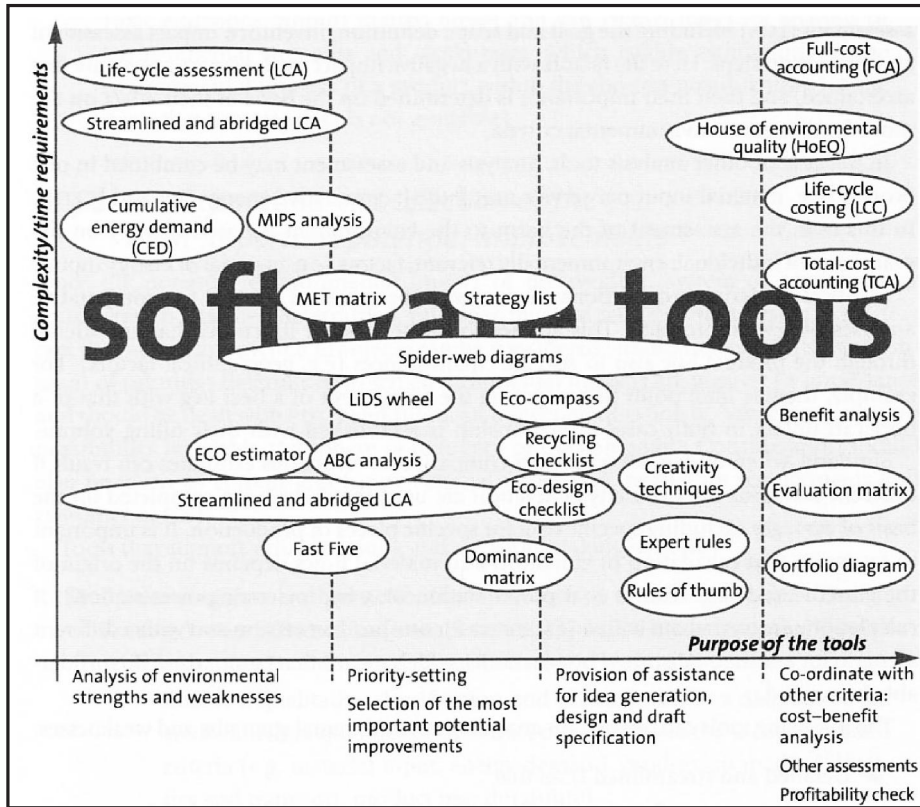 Complexity/time requirements
Life-cycle assessment (LCA)
Full-cost
accounting (FCA)
Streamlined and abridged LCA
House of environmental
quality (HoEQ)
Cumulative
energy demand
(CED)
MIPS analysis
Life-cycle
costing (LCC)
MET matrix
Strategy list
Total-cost
accounting (TCA)
software tools
Spider-web diagrams
LiDS wheel
Eco-compass
Benefit analysis
ECO estimator
ABC analysis
Recycling
checklist
Creativity
techniques
Streamlined and abridged LCA
Eco-design
checklist
Evaluation matrix
Fast Five
Dominance
matrix
Expert rules
Portfolio diagram
Rules of thumb
Purpose of the tools
Analysis of environmental
strengths and weaknesses
Priority-setting
Selection of the most
important potential
improvements
Provision of assistance
for idea generation,
design and draft
specification
Co-ordinate with
other criteria:
cost–benefit
analysis
Other assessments
Profitability check